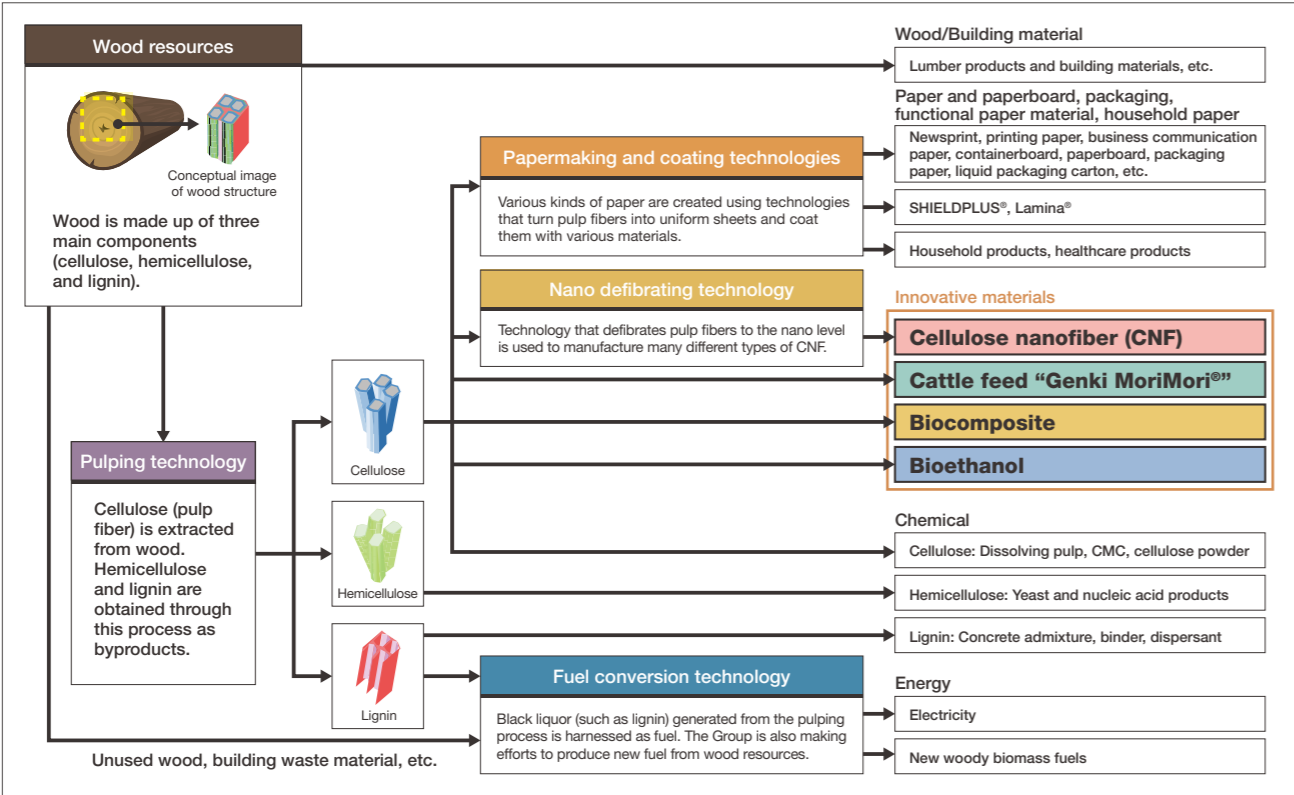 Wood resources
Conceptual image
of wood structure
Wood is made up of three
main components
(cellulose, hemicellulose,
and lignin).
Pulping technology
Cellulose (pulp
fiber) is extracted
from wood.
Hemicellulose
and lignin are
obtained through
this process as
byproducts.
Unused wood, building waste material, etc.
Cellulose
Hemicellulose
Lignin
Papermaking and coating technologies
Various kinds of paper are created using technologies
that turn pulp fibers into uniform sheets and coat
them with various materials.
Nano defibrating technology
Technology that defibrates pulp fibers to the nano level
is used to manufacture many different types of CNF.
Fuel conversion technology
Black liquor (such as lignin) generated from the pulping
process is harnessed as fuel. The Group is also making
efforts to produce new fuel from wood resources.
Wood/Building material
Lumber products and building materials, etc.
Paper and paperboard, packaging,
functional paper material, household paper
Newsprint, printing paper, business communication
paper, containerboard, paperboard, packaging
paper, liquid packaging carton, etc.
SHIELDPLUS®, Lamina®
Household products, healthcare products
Innovative materials
Cellulose nanofiber (CNF)
Cattle feed “Genki MoriMori®”
Biocomposite
Bioethanol
Chemical
Cellulose: Dissolving pulp, CMC, cellulose powder
Hemicellulose: Yeast and nucleic acid products
Lignin: Concrete admixture, binder, dispersant
Energy
Electricity
New woody biomass fuels